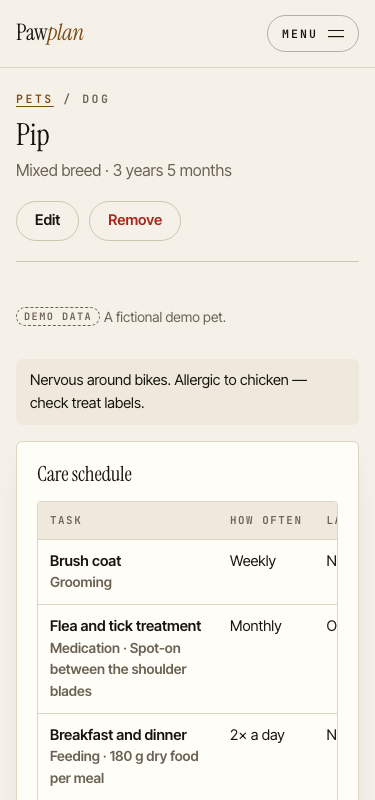 Pawplan
MENU
PETS / DOG
Pip
Mixed breed · 3 years 5 months
Edit
Remove
DEMO DATA A fictional demo pet.
Nervous around bikes. Allergic to chicken —
check treat labels.
Care schedule
TASK HOW OFTEN
Brush coat Weekly
Grooming
Flea and tick treatment Monthly
Medication · Spot-on
between the shoulder
blades
Breakfast and dinner 2× a day
Feeding · 180 g dry food
per meal